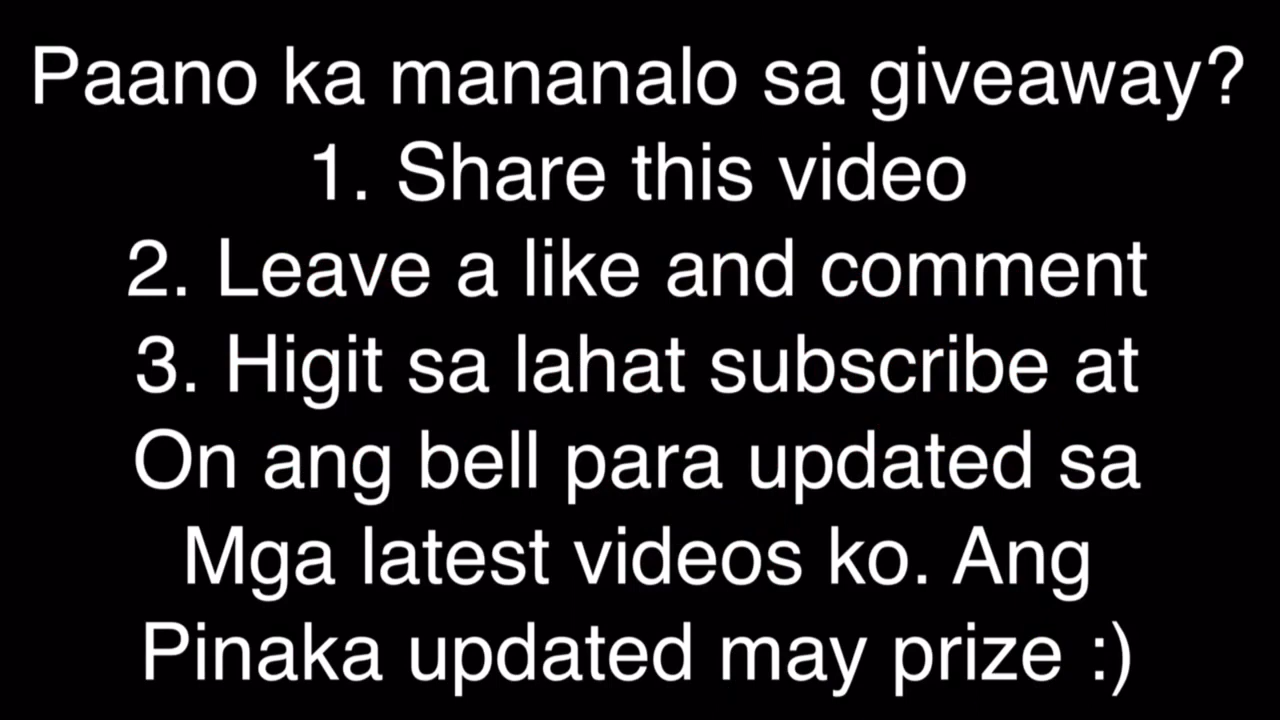 Paano ka mananalo sa giveaway?
1. Share this video
2. Leave a like and comment
3. Higit sa lahat subscribe at
On ang bell para updated sa
Mga latest videos ko. Ang
Pinaka updated may prize :)